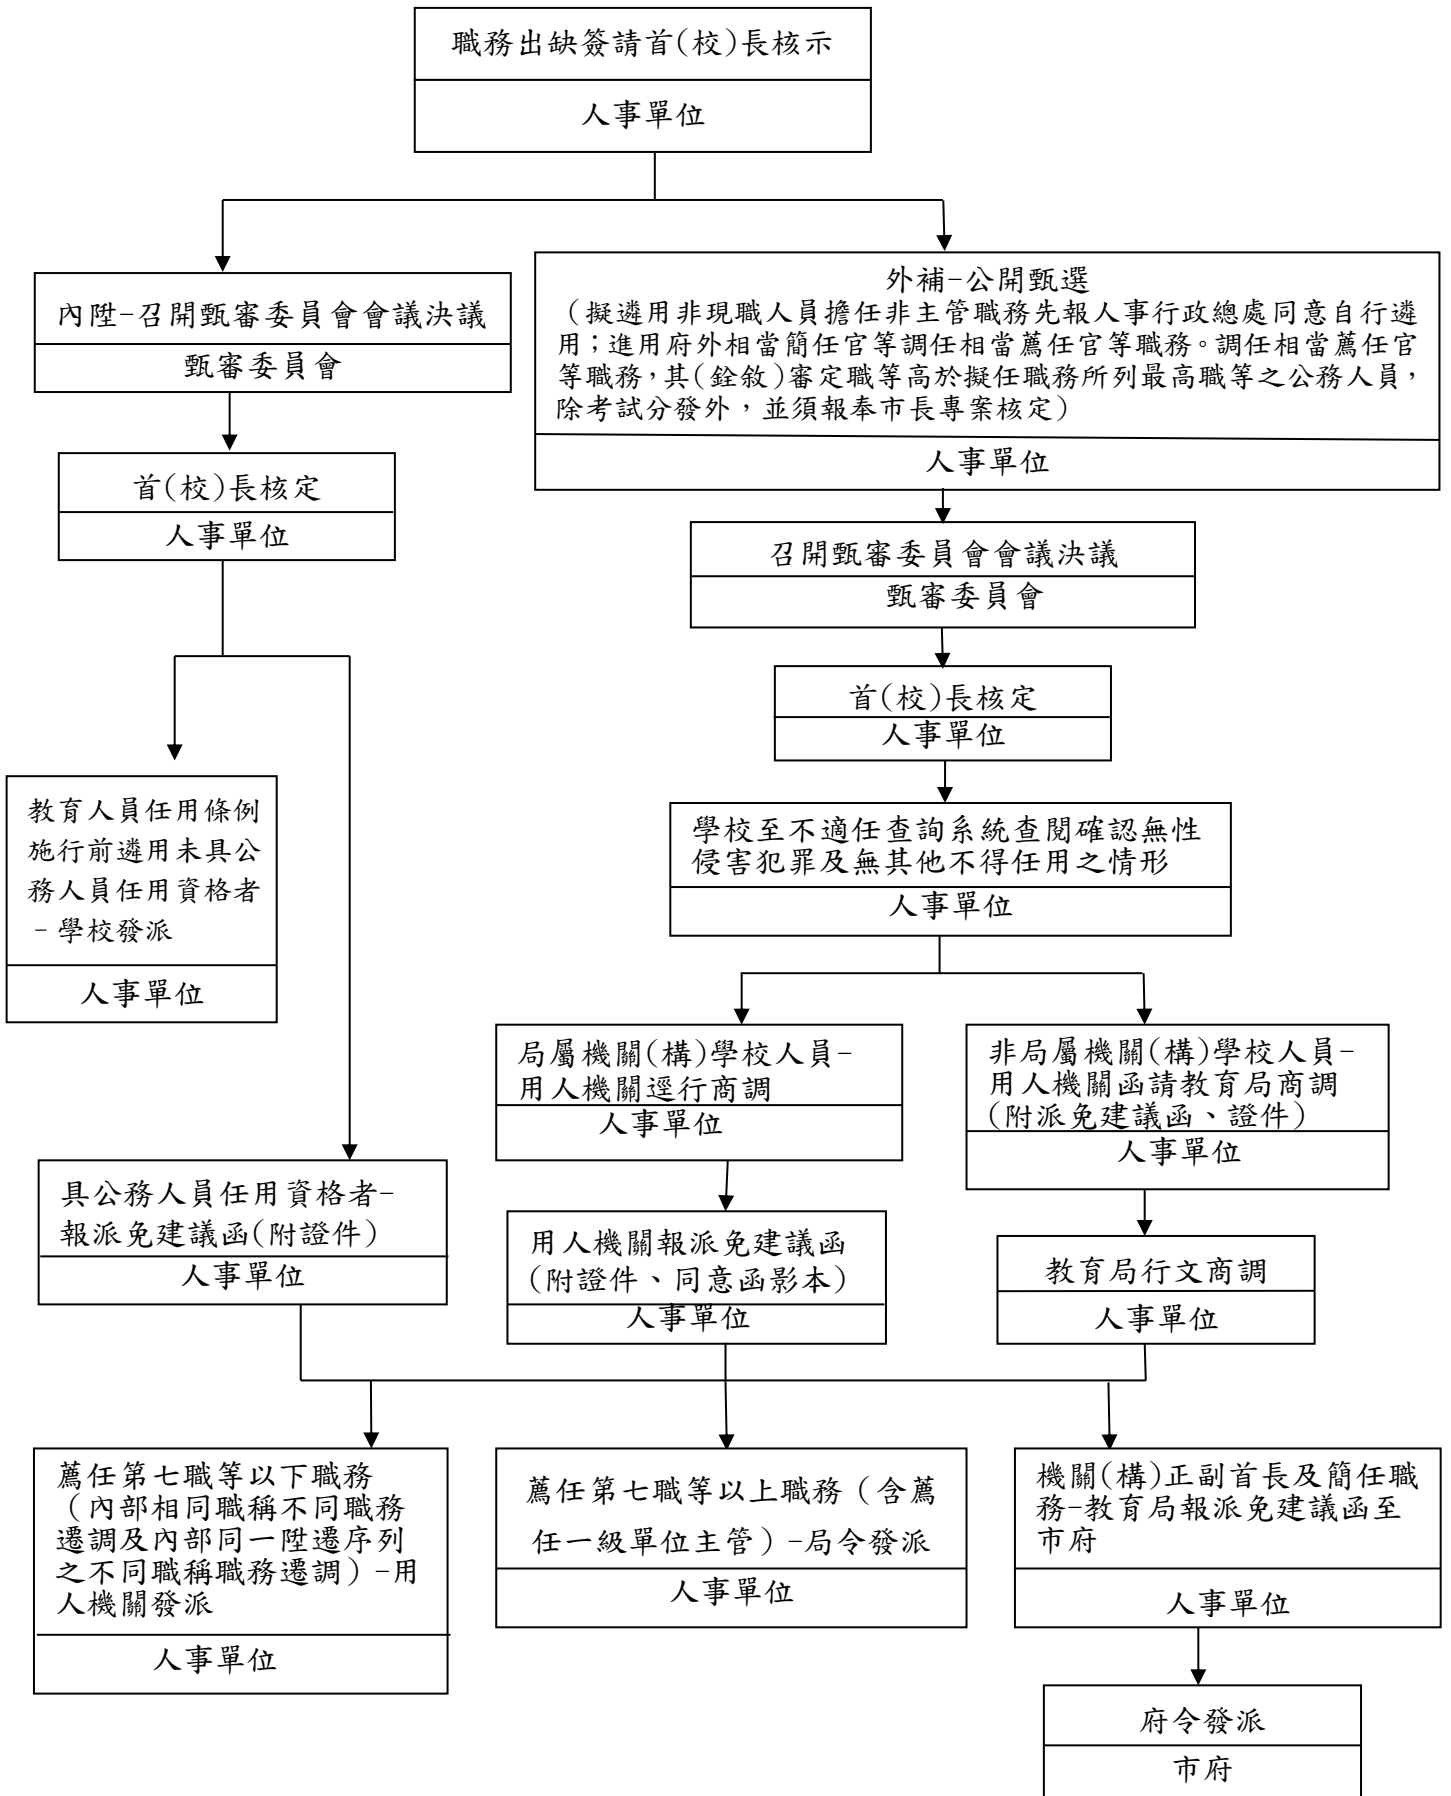 職務出缺簽請首(校)長核示
人事單位
內陞-召開甄審委員會會議決議
甄審委員會
外補-公開甄選
（擬遴用非現職人員擔任非主管職務先報人事行政總處同意自行遴
用；進用府外相當簡任官等調任相當薦任官等職務。調任相當薦任官
等職務，其(銓敘)審定職等高於擬任職務所列最高職等之公務人員，
除考試分發外，並須報奉市長專案核定）
人事單位
首(校)長核定
人事單位
召開甄審委員會會議決議
甄審委員會
首(校)長核定
人事單位
教育人員任用條例
施行前遴用未具公
務人員任用資格者
-學校發派
人事單位
學校至不適任查詢系統查閱確認無性
侵害犯罪及無其他不得任用之情形
人事單位
局屬機關(構)學校人員-
用人機關逕行商調
人事單位
非局屬機關(構)學校人員-
用人機關函請教育局商調
(附派免建議函、證件)
人事單位
具公務人員任用資格者-
報派免建議函(附證件)
人事單位
用人機關報派免建議函
(附證件、同意函影本)
人事單位
教育局行文商調
人事單位
薦任第七職等以下職務
（內部相同職稱不同職務
遷調及內部同一陞遷序列
之不同職稱職務遷調）-用
人機關發派
人事單位
薦任第七職等以上職務（含薦
任一級單位主管）-局令發派
人事單位
機關(構)正副首長及簡任職
務-教育局報派免建議函至
市府
人事單位
府令發派
市府